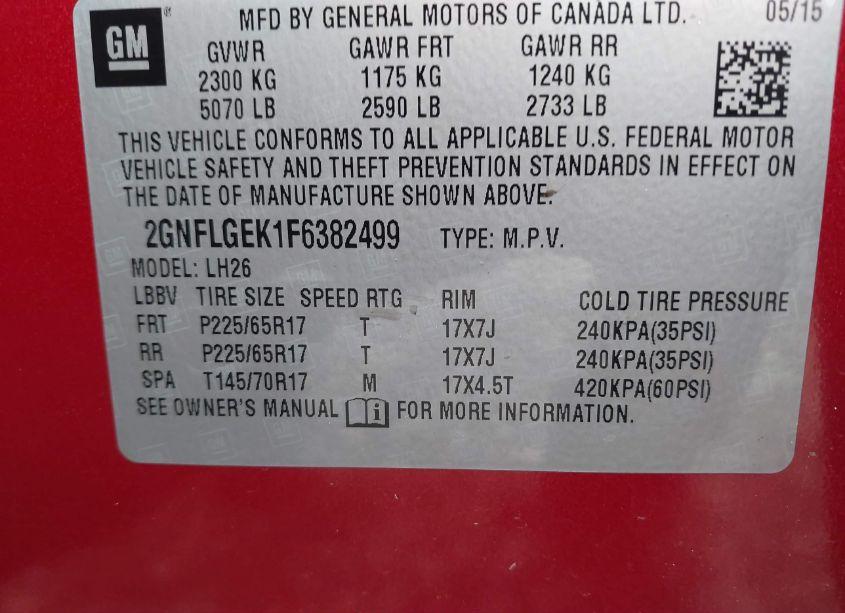 GM
MFD BY GENERAL MOTORS OF CANADA LTD. 05/15
GVWR GAWR FRT GAWR RR
2300 KG 1175 KG 1240 KG
5070 LB 2590 LB 2733 LB
THIS VEHICLE CONFORMS TO ALL APPLICABLE U.S. FEDERAL MOTOR
VEHICLE SAFETY AND THEFT PREVENTION STANDARDS IN EFFECT ON
THE DATE OF MANUFACTURE SHOWN ABOVE.
2GNFLGEK1F6382499 TYPE: M.P.V.
MODEL: LH26
LBBV TIRE SIZE SPEED RTG RIM COLD TIRE PRESSURE
FRT P225/65R17 T 17X7J 240KPA(35PSI)
RR P225/65R17 T 17X7J 240KPA(35PSI)
SPA T145/70R17 M 17X4.5T 420KPA(60PSI)
SEE OWNER'S MANUAL FOR MORE INFORMATION.